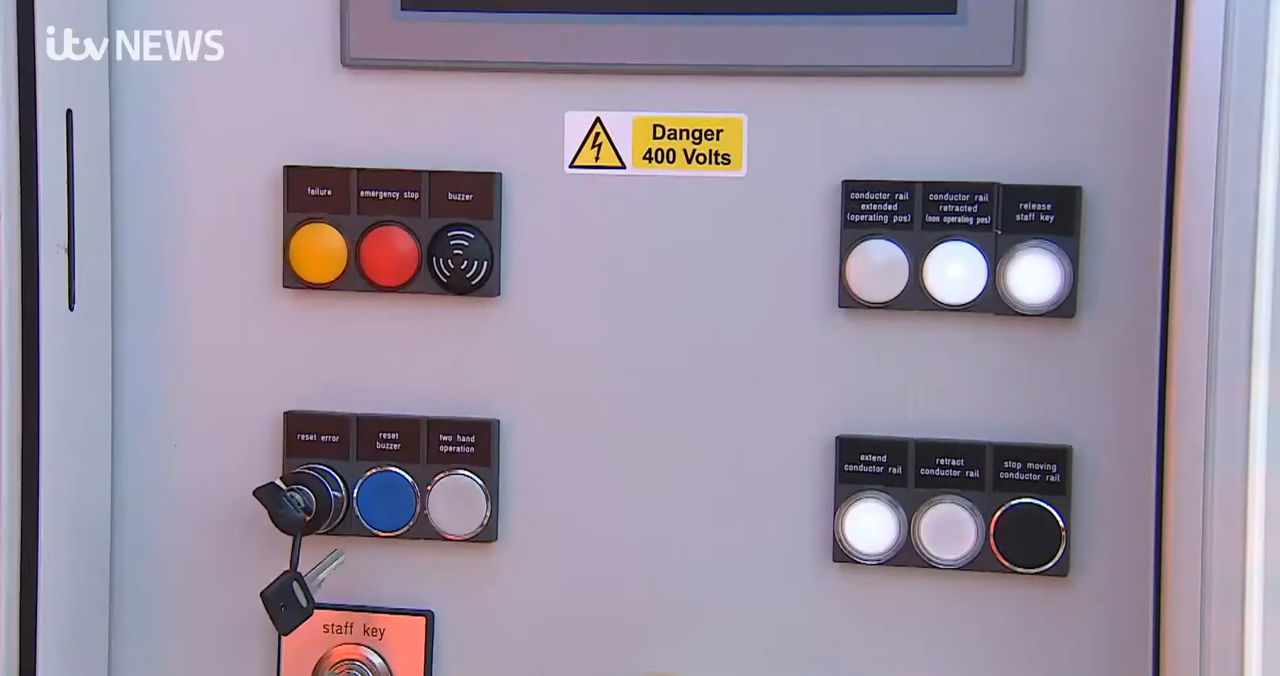 itv NEWS
Danger
400 Volts
failure
emergency stop
buzzer
conductor rail
extended
(operating pos)
conductor rail
retracted
(non operating pos)
release
staff key
reset error
reset
buzzer
two hand
operation
extend
conductor rail
retract
conductor rail
stop moving
conductor rail
staff key